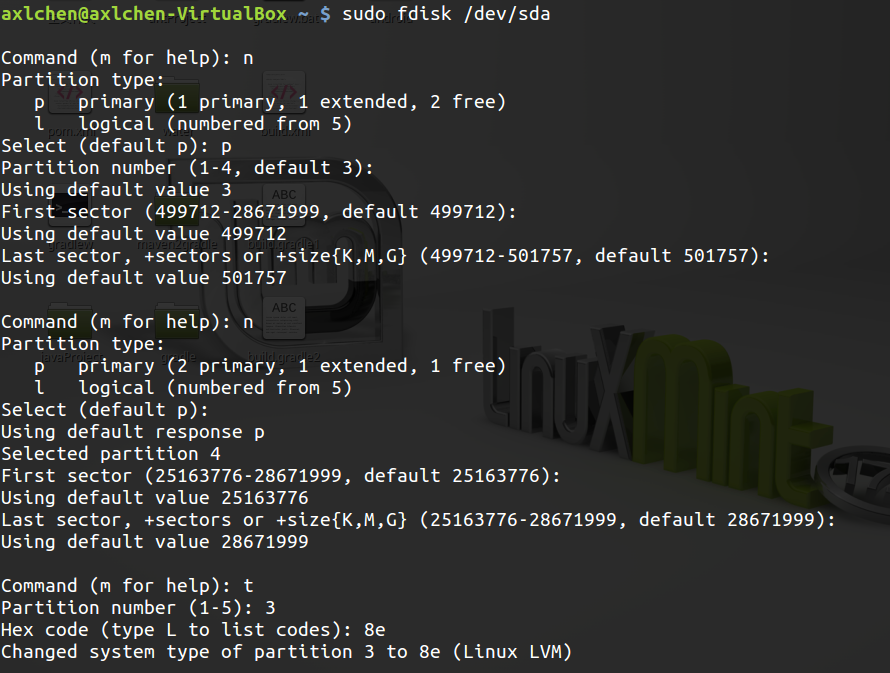 axlchen@axlchen-VirtualBox ~ $ sudo fdisk /dev/sda
Command (m for help): n
Partition type:
   p   primary (1 primary, 1 extended, 2 free)
   l   logical (numbered from 5)
Select (default p): p
Partition number (1-4, default 3):
Using default value 3
First sector (499712-28671999, default 499712):
Using default value 499712
Last sector, +sectors or +size{K,M,G} (499712-501757, default 501757):
Using default value 501757
Command (m for help): n
Partition type:
   p   primary (2 primary, 1 extended, 1 free)
   l   logical (numbered from 5)
Select (default p):
Using default response p
Selected partition 4
First sector (25163776-28671999, default 25163776):
Using default value 25163776
Last sector, +sectors or +size{K,M,G} (25163776-28671999, default 28671999):
Using default value 28671999
Command (m for help): t
Partition number (1-5): 3
Hex code (type L to list codes): 8e
Changed system type of partition 3 to 8e (Linux LVM)
ABC
ABC
build.gradle2
LinuxMint
17